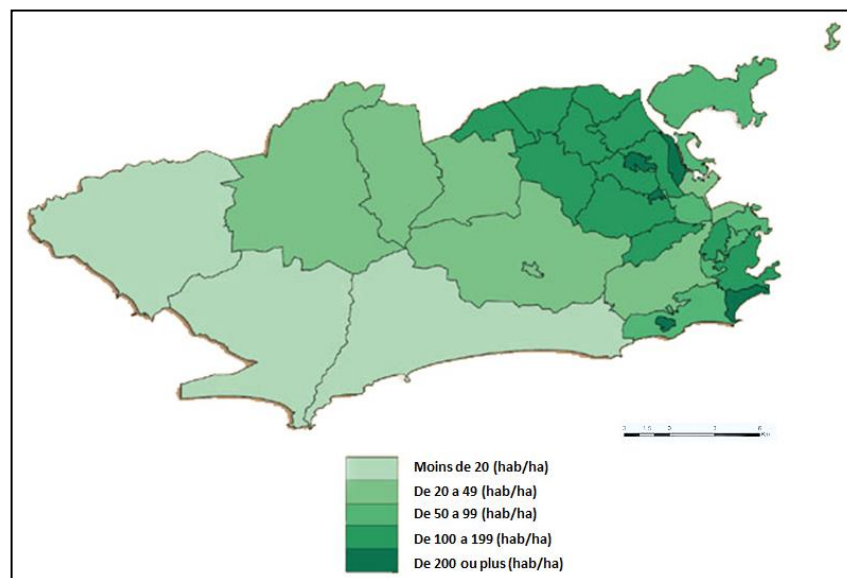 Moins de 20 (hab/ha)
De 20 a 49 (hab/ha)
De 50 a 99 (hab/ha)
De 100 a 199 (hab/ha)
De 200 ou plus (hab/ha)